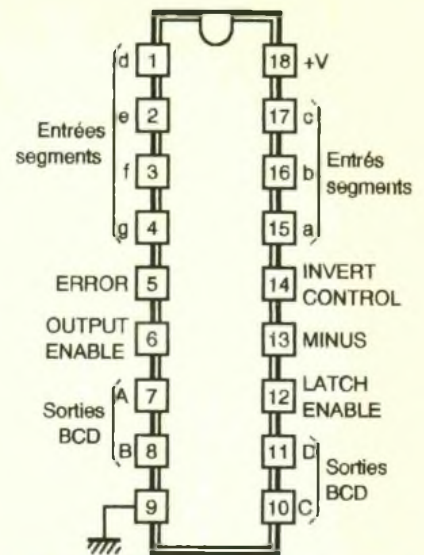 d 1
e 2
f 3
g 4
Entrées
segments
ERROR 5
OUTPUT
ENABLE 6
A 7
B 8
Sorties
BCD
9
18 +V
17 c
16 b
15 a
Entrés
segments
14 INVERT
CONTROL
13 MINUS
12 LATCH
ENABLE
11 D
10 C
Sorties
BCD